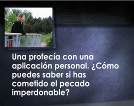 Una profecía con una
aplicación personal. ¿Cómo
puedes saber si has
cometido el pecado
imperdonable?